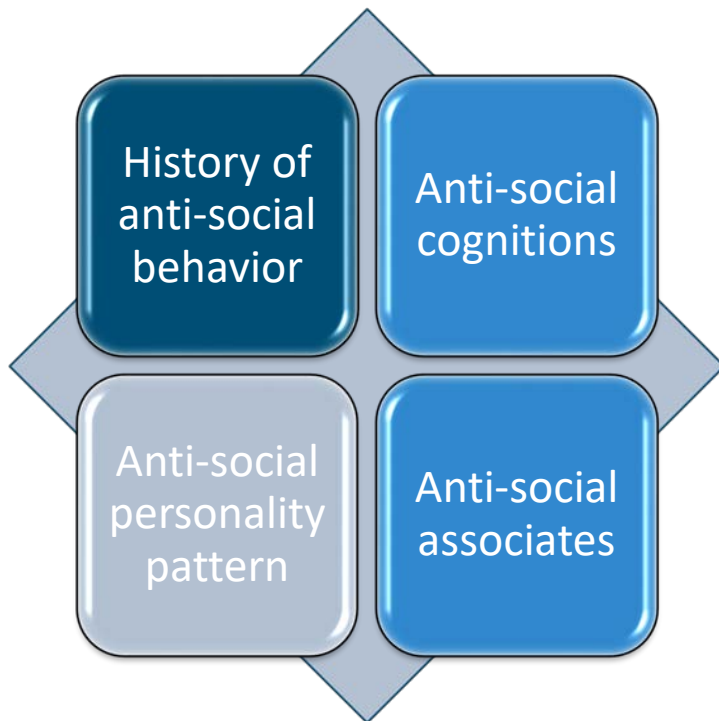 History of
anti-social
behavior
Anti-social
cognitions
Anti-social
personality
pattern
Anti-social
associates